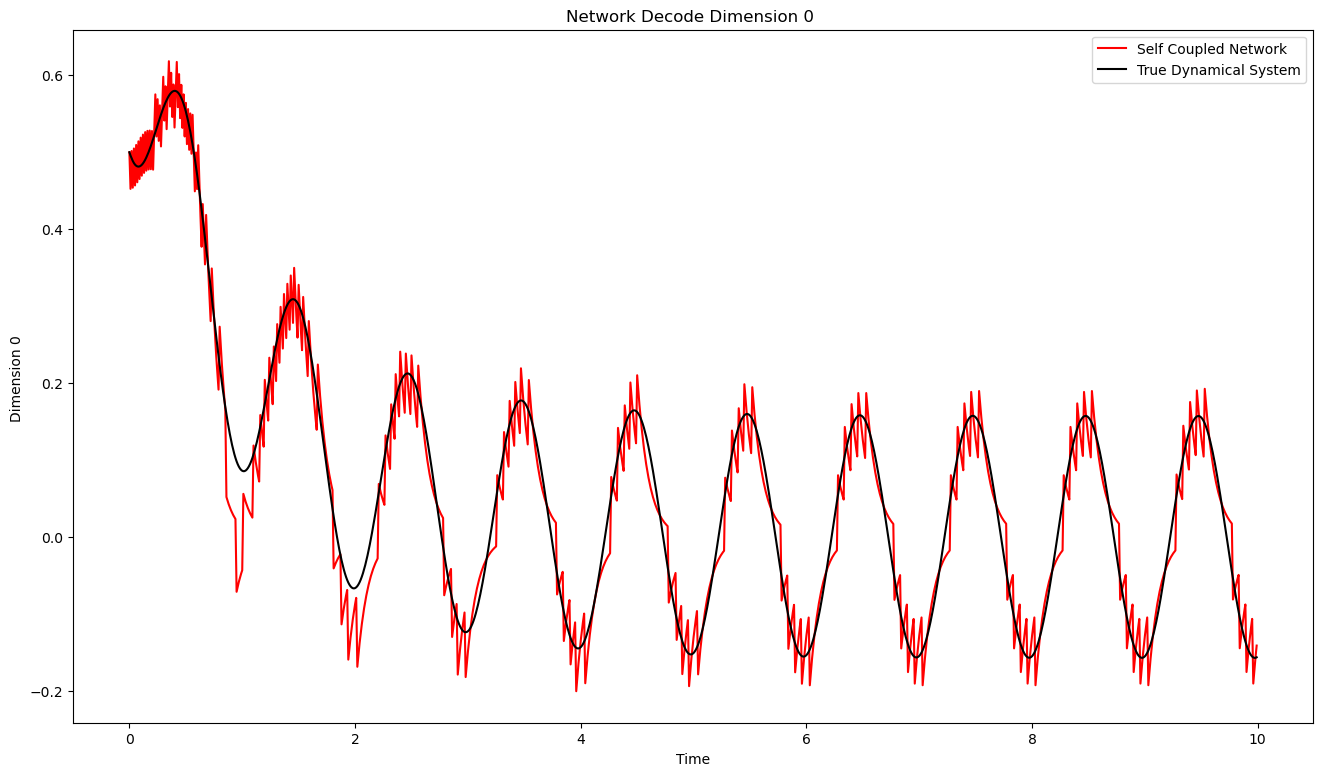 Network Decode Dimension 0
Self Coupled Network
True Dynamical System
Dimension 0
0.6
0.4
0.2
0.0
−0.2
0 2 4 6 8 10
Time